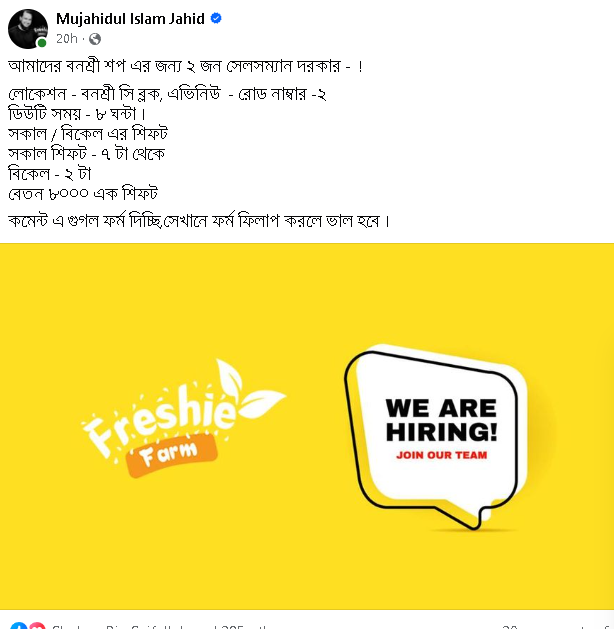 Mujahidul Islam Jahid
20h
আমাদের বনশ্রী শপ এর জন্য ২ জন সেলসম্যান দরকার - !
লোকেশন - বনশ্রী সি ব্লক, এভিনিউ - রোড নাম্বার -২
ডিউটি সময় - ৮ ঘন্টা ।
সকাল / বিকেল এর শিফট
সকাল শিফট - ৭ টা থেকে
বিকেল - ২ টা
বেতন ৮০০০ এক শিফট
কমেন্ট এ গুগল ফর্ম দিচ্ছি,সেখানে ফর্ম ফিলাপ করলে ভাল হবে ।
Freshie
Farm
WE ARE
HIRING!
JOIN OUR TEAM